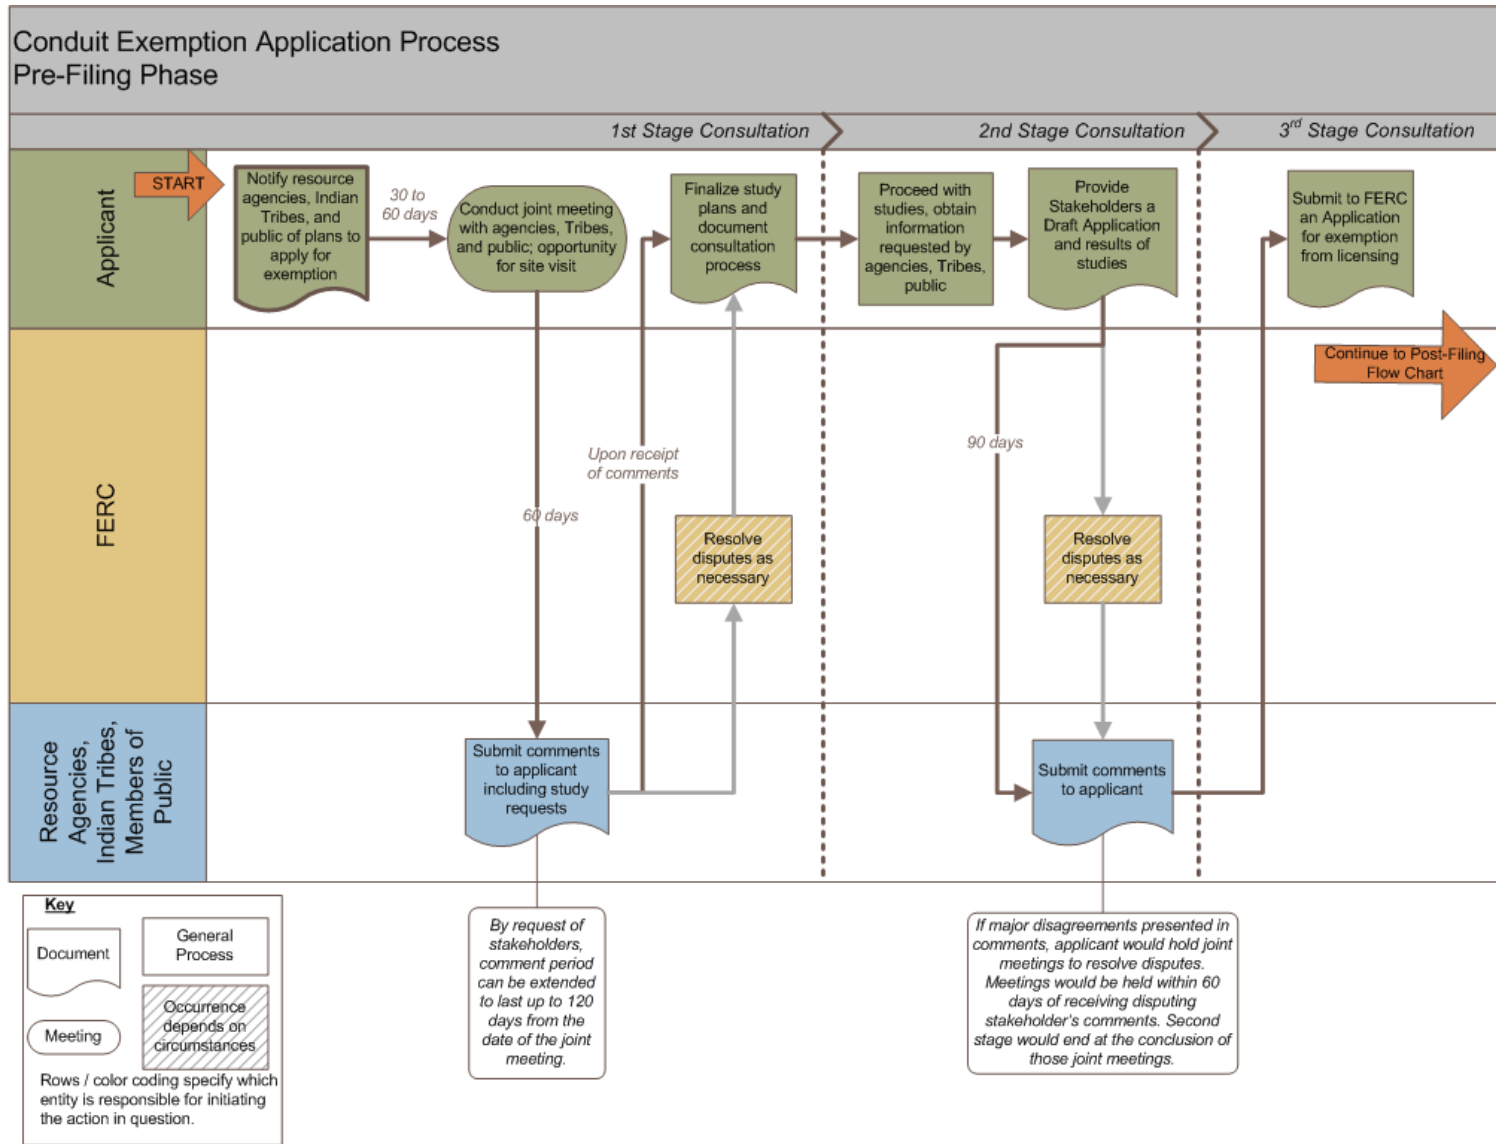 Conduit Exemption Application Process
Pre-Filing Phase
1st Stage Consultation
2nd Stage Consultation
3rd Stage Consultation
Applicant
START
Notify resource
agencies, Indian
Tribes, and
public of plans to
apply for
exemption
30 to
60 days
Conduct joint meeting
with agencies, Tribes,
and public; opportunity
for site visit
Finalize study
plans and
document
consultation
process
Proceed with
studies, obtain
information
requested by
agencies, Tribes,
public
Provide
Stakeholders a
Draft Application
and results of
studies
Submit to FERC
an Application
for exemption
from licensing
FERC
Continue to Post-Filing
Flow Chart
Upon receipt
of comments
60 days
90 days
Resolve
disputes as
necessary
Resolve
disputes as
necessary
Resource
Agencies,
Indian Tribes,
Members of
Public
Submit comments
to applicant
including study
requests
Submit comments
to applicant
Key
Document
General
Process
Meeting
Occurrence
depends on
circumstances
Rows / color coding specify which
entity is responsible for initiating
the action in question.
By request of
stakeholders,
comment period
can be extended
to last up to 120
days from the
date of the joint
meeting.
If major disagreements presented in
comments, applicant would hold joint
meetings to resolve disputes.
Meetings would be held within 60
days of receiving disputing
stakeholder's comments. Second
stage would end at the conclusion of
those joint meetings.